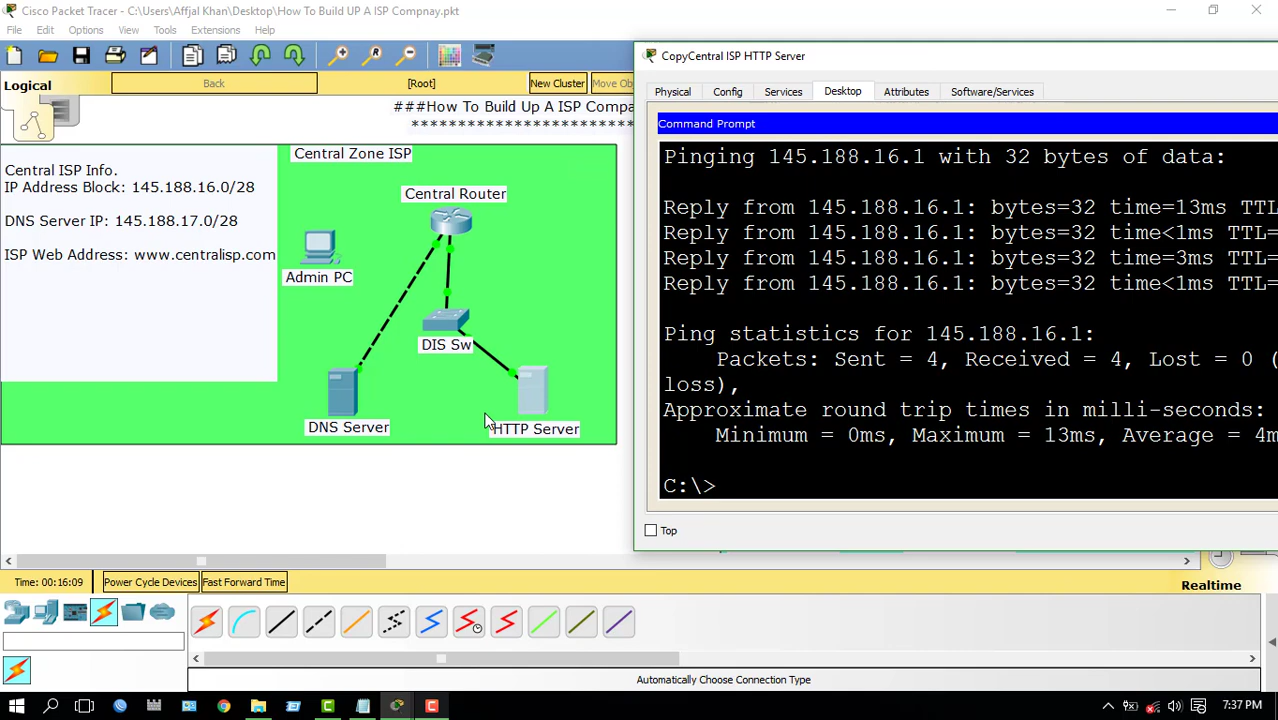 Cisco Packet Tracer - C:\Users\Affjal Khan\Desktop\How To Build UP A ISP Compnay.pkt
File Edit Options View Tools Extensions Help
Logical
Back
[Root]
New Cluster
Move Ob
###How To Build Up A ISP Compa
Central Zone ISP
Central ISP Info.
IP Address Block: 145.188.16.0/28
DNS Server IP: 145.188.17.0/28
ISP Web Address: www.centralisp.com
Central Router
Admin PC
DIS Sw
DNS Server
HTTP Server
CopyCentral ISP HTTP Server
Physical Config Services Desktop Attributes Software/Services
Command Prompt
Pinging 145.188.16.1 with 32 bytes of data:
Reply from 145.188.16.1: bytes=32 time=13ms TTL=
Reply from 145.188.16.1: bytes=32 time<1ms TTL=
Reply from 145.188.16.1: bytes=32 time=3ms TTL=
Reply from 145.188.16.1: bytes=32 time<1ms TTL=
Ping statistics for 145.188.16.1:
Packets: Sent = 4, Received = 4, Lost = 0 (
loss),
Approximate round trip times in milli-seconds:
Minimum = 0ms, Maximum = 13ms, Average = 4m
C:\>
Top
Time: 00:16:09
Power Cycle Devices
Fast Forward Time
Realtime
Automatically Choose Connection Type
7:37 PM